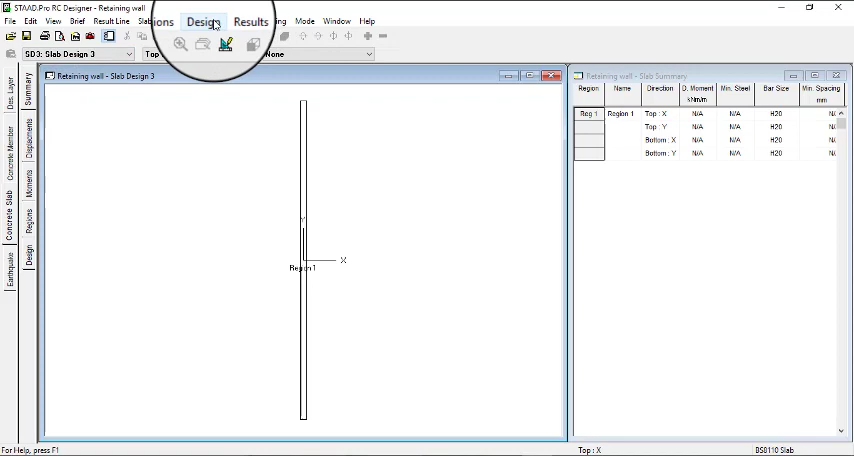 STAAD.Pro RC Designer - Retaining wall
File Edit View Brief Result Line Slab ions Design Results ing Mode Window Help
SD3: Slab Design 3 Top None
Des. Layer
Concrete Member
Concrete Slab
Earthquake
Summary
Displacments
Moments
Regions
Design
Retaining wall - Slab Design 3
Y
X
Region 1
Retaining wall - Slab Summary
Region Name Direction D. Moment Min. Steel Bar Size Min. Spacing
kNm/m mm
Reg 1 Region 1 Top : X N/A N/A H20 N/
Top : Y N/A N/A H20 N/
Bottom : X N/A N/A H20 N/
Bottom : Y N/A N/A H20 N/
For Help, press F1 Top : X BS8110 Slab